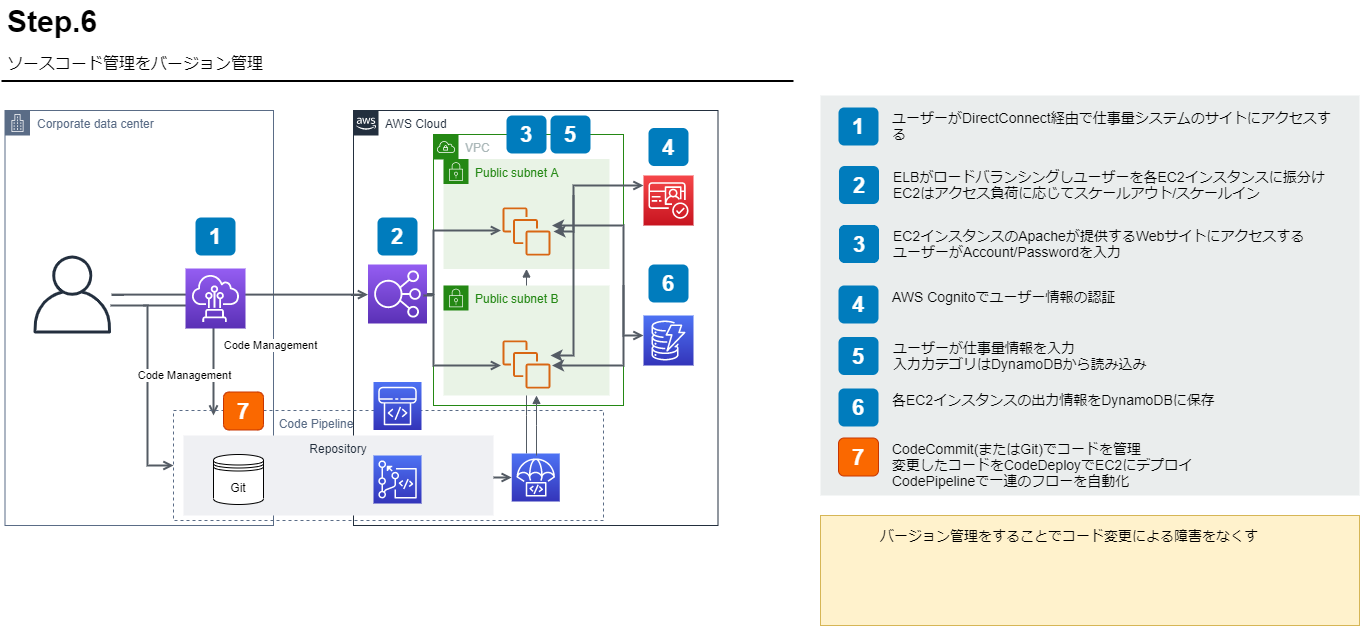 Step.6
ソースコード管理をバージョン管理
Corporate data center
aws
AWS Cloud
VPC
3
5
4
Public subnet A
1
2
6
Public subnet B
Code Management
Code Management
7
Code Pipeline
Repository
Git
1
ユーザーがDirectConnect経由で仕事量システムのサイトにアクセスす
る
2
ELBがロードバランシングしユーザーを各EC2インスタンスに振分け
EC2はアクセス負荷に応じてスケールアウト/スケールイン
3
EC2インスタンスのApacheが提供するWebサイトにアクセスする
ユーザーがAccount/Passwordを入力
4
AWS Cognitoでユーザー情報の認証
5
ユーザーが仕事量情報を入力
入力カテゴリはDynamoDBから読み込み
6
各EC2インスタンスの出力情報をDynamoDBに保存
7
CodeCommit(またはGit)でコードを管理
変更したコードをCodeDeployでEC2にデプロイ
CodePipelineで一連のフローを自動化
バージョン管理をすることでコード変更による障害をなくす